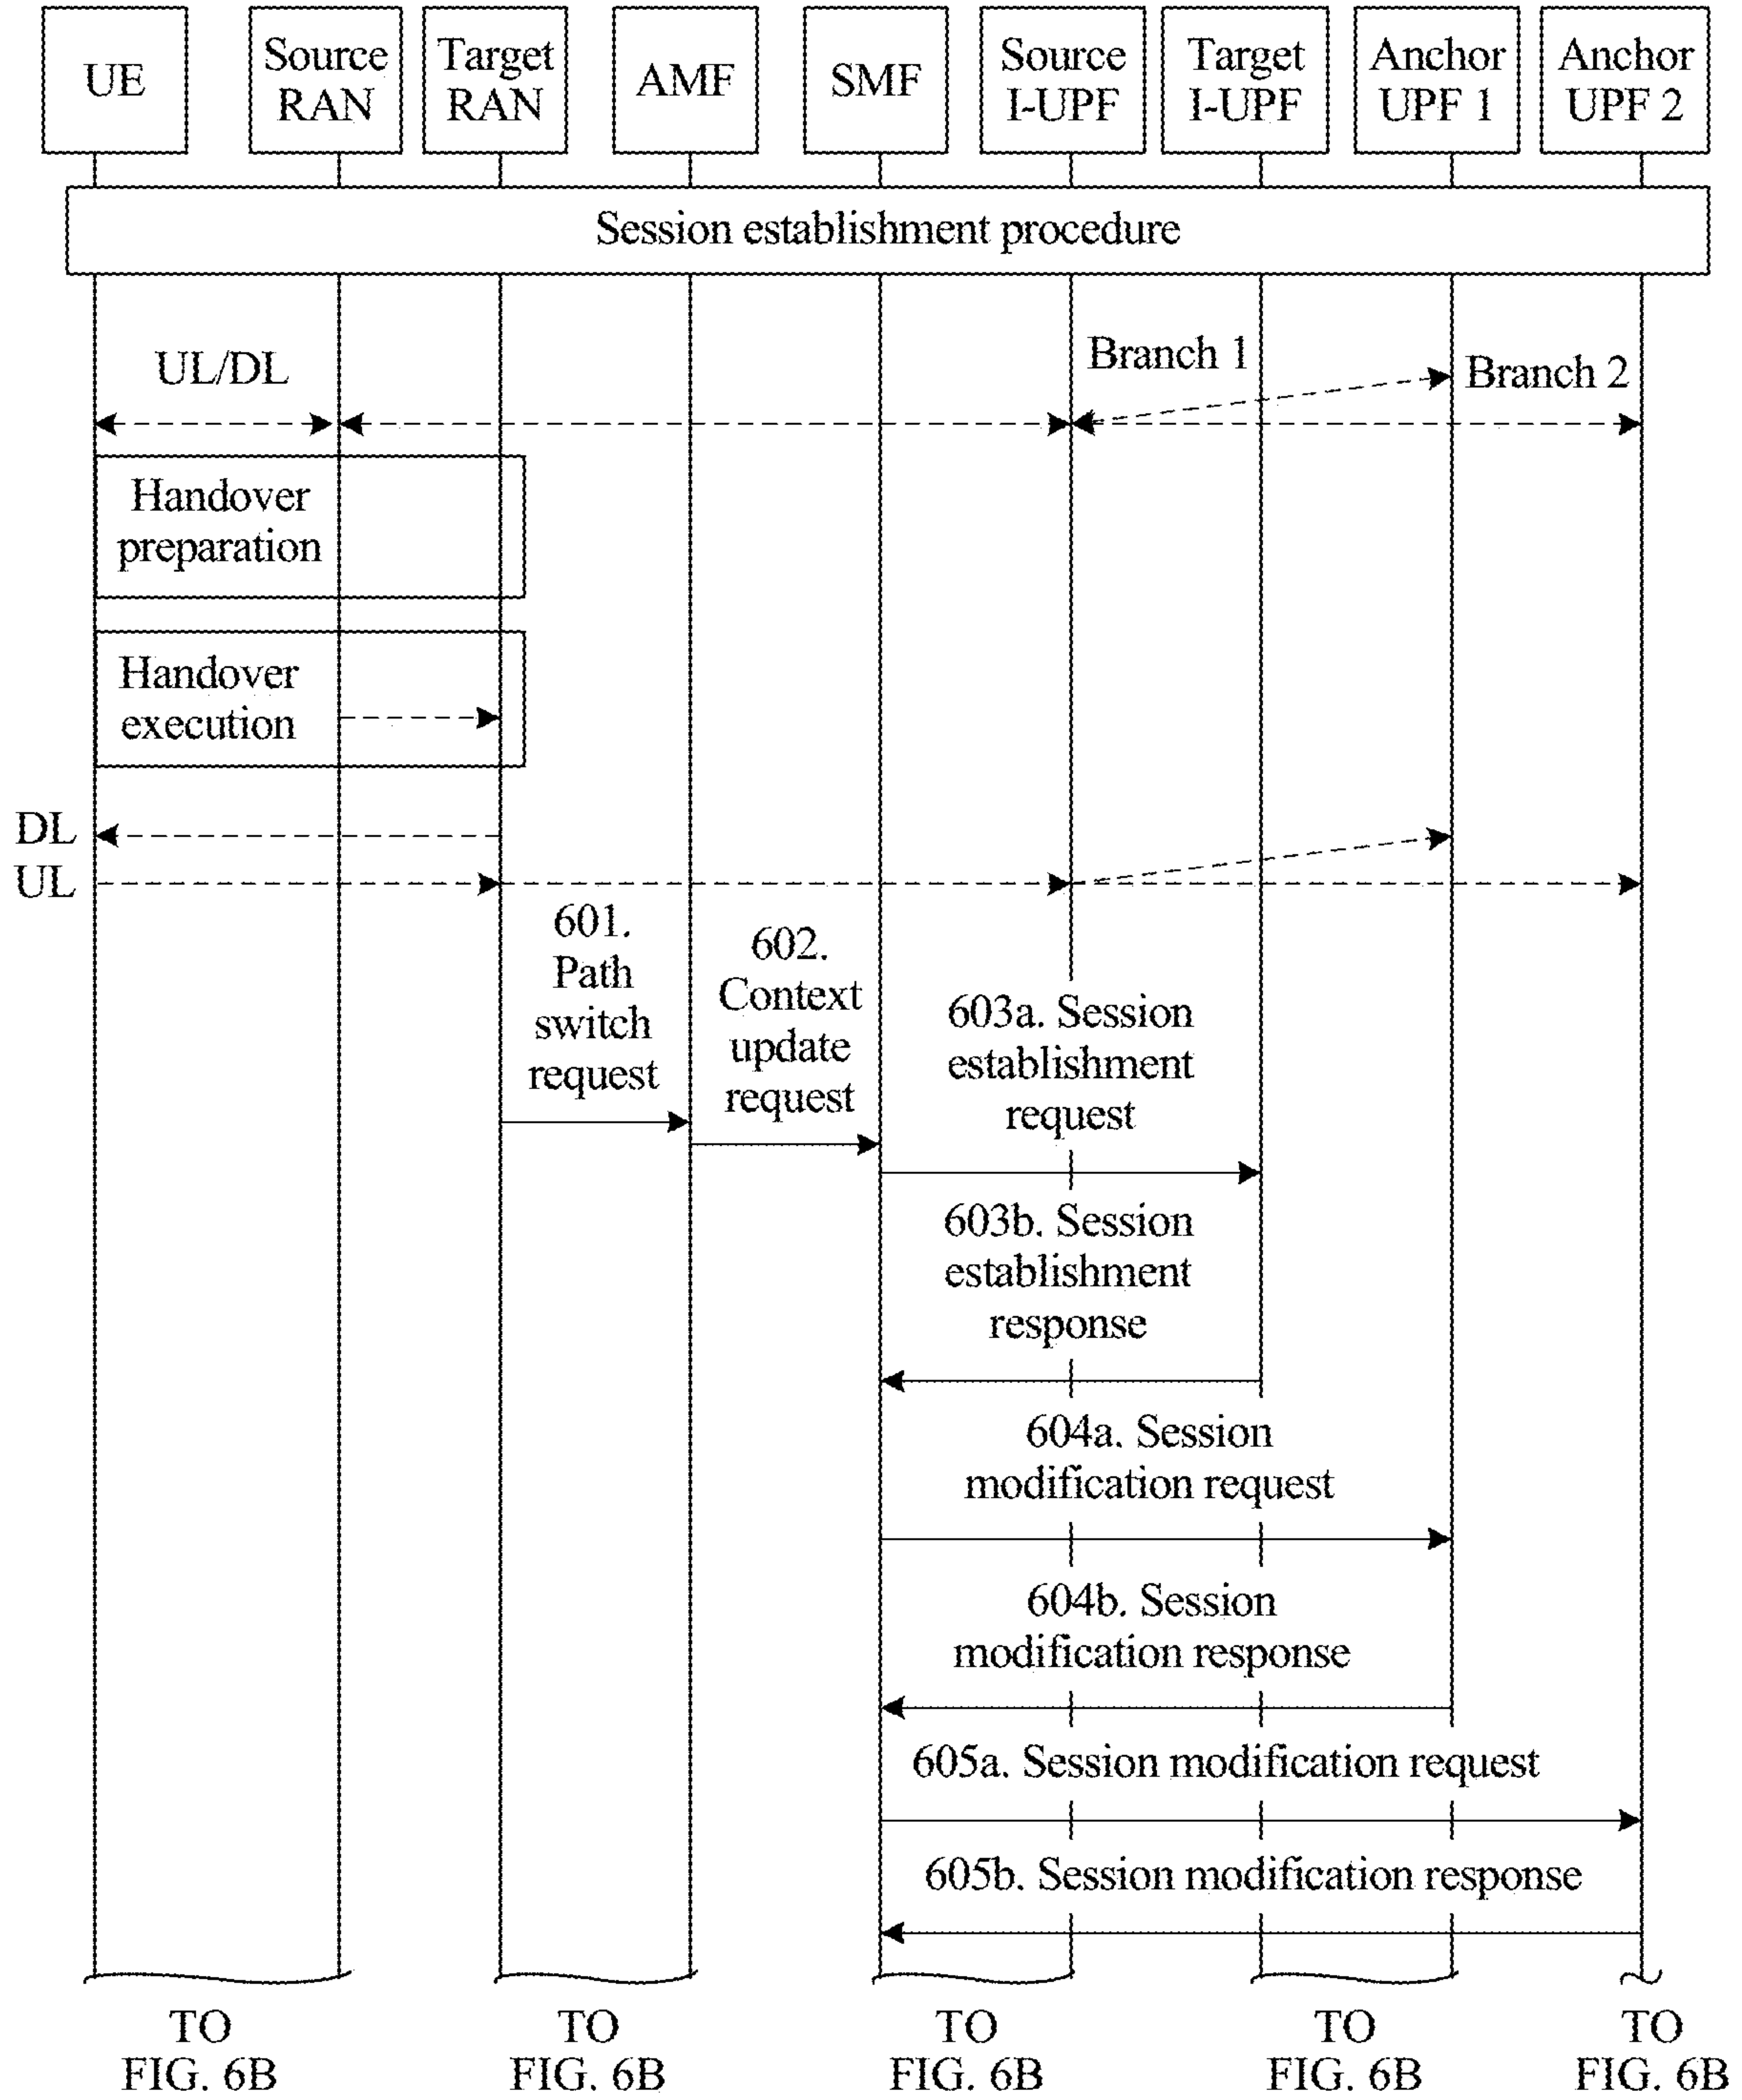 UE
Source
RAN
Target
RAN
AMF
SMF
Source
I-UPF
Target
I-UPF
Anchor
UPF 1
Anchor
UPF 2
Session establishment procedure
UL/DL
Branch 1
Branch 2
Handover
preparation
Handover
execution
DL
UL
601.
Path
switch
request
602.
Context
update
request
603a. Session
establishment
request
603b. Session
establishment
response
604a. Session
modification request
604b. Session
modification response
605a. Session modification request
605b. Session modification response
TO
FIG. 6B
TO
FIG. 6B
TO
FIG. 6B
TO
FIG. 6B
TO
FIG. 6B